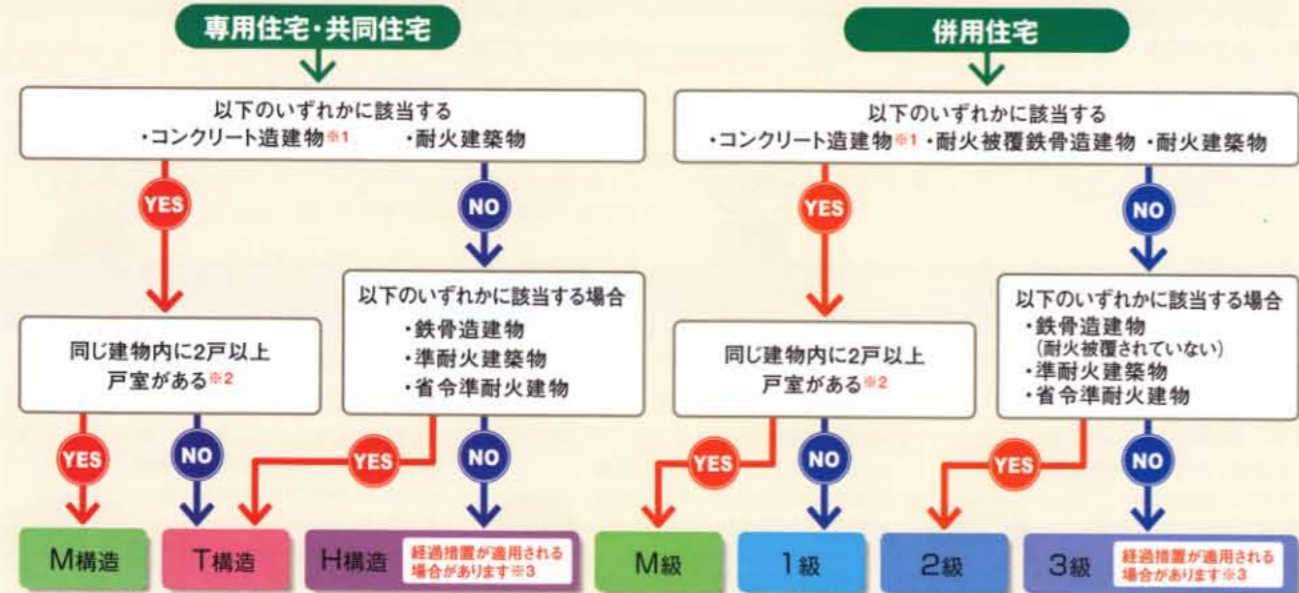 専用住宅・共同住宅
以下のいずれかに該当する
・コンクリート造建物※1 ・耐火建築物
YES
NO
同じ建物内に2戸以上
戸室がある※2
以下のいずれかに該当する場合
・鉄骨造建物
・準耐火建築物
・省令準耐火建物
YES
NO
YES
NO
M構造
T構造
H構造
経過措置が適用される
場合があります※3
併用住宅
以下のいずれかに該当する
・コンクリート造建物※1 ・耐火被覆鉄骨造建物 ・耐火建築物
YES
NO
同じ建物内に2戸以上
戸室がある※2
以下のいずれかに該当する場合
・鉄骨造建物
(耐火被覆されていない)
・準耐火建築物
・省令準耐火建物
YES
NO
YES
NO
M級
1級
2級
3級
経過措置が適用される
場合があります※3